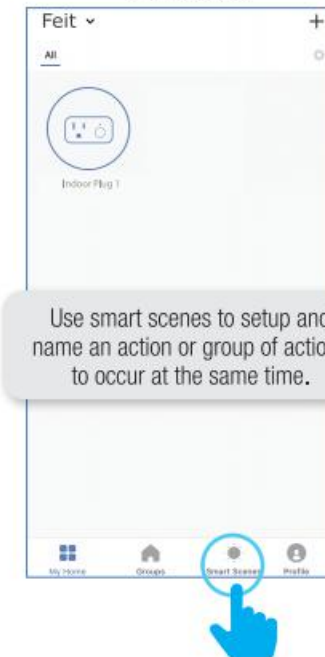 Feit
All
Indoor Plug 1
Use smart scenes to setup and
name an action or group of actio
to occur at the same time.
My Home Groups Smart Scenes Profile